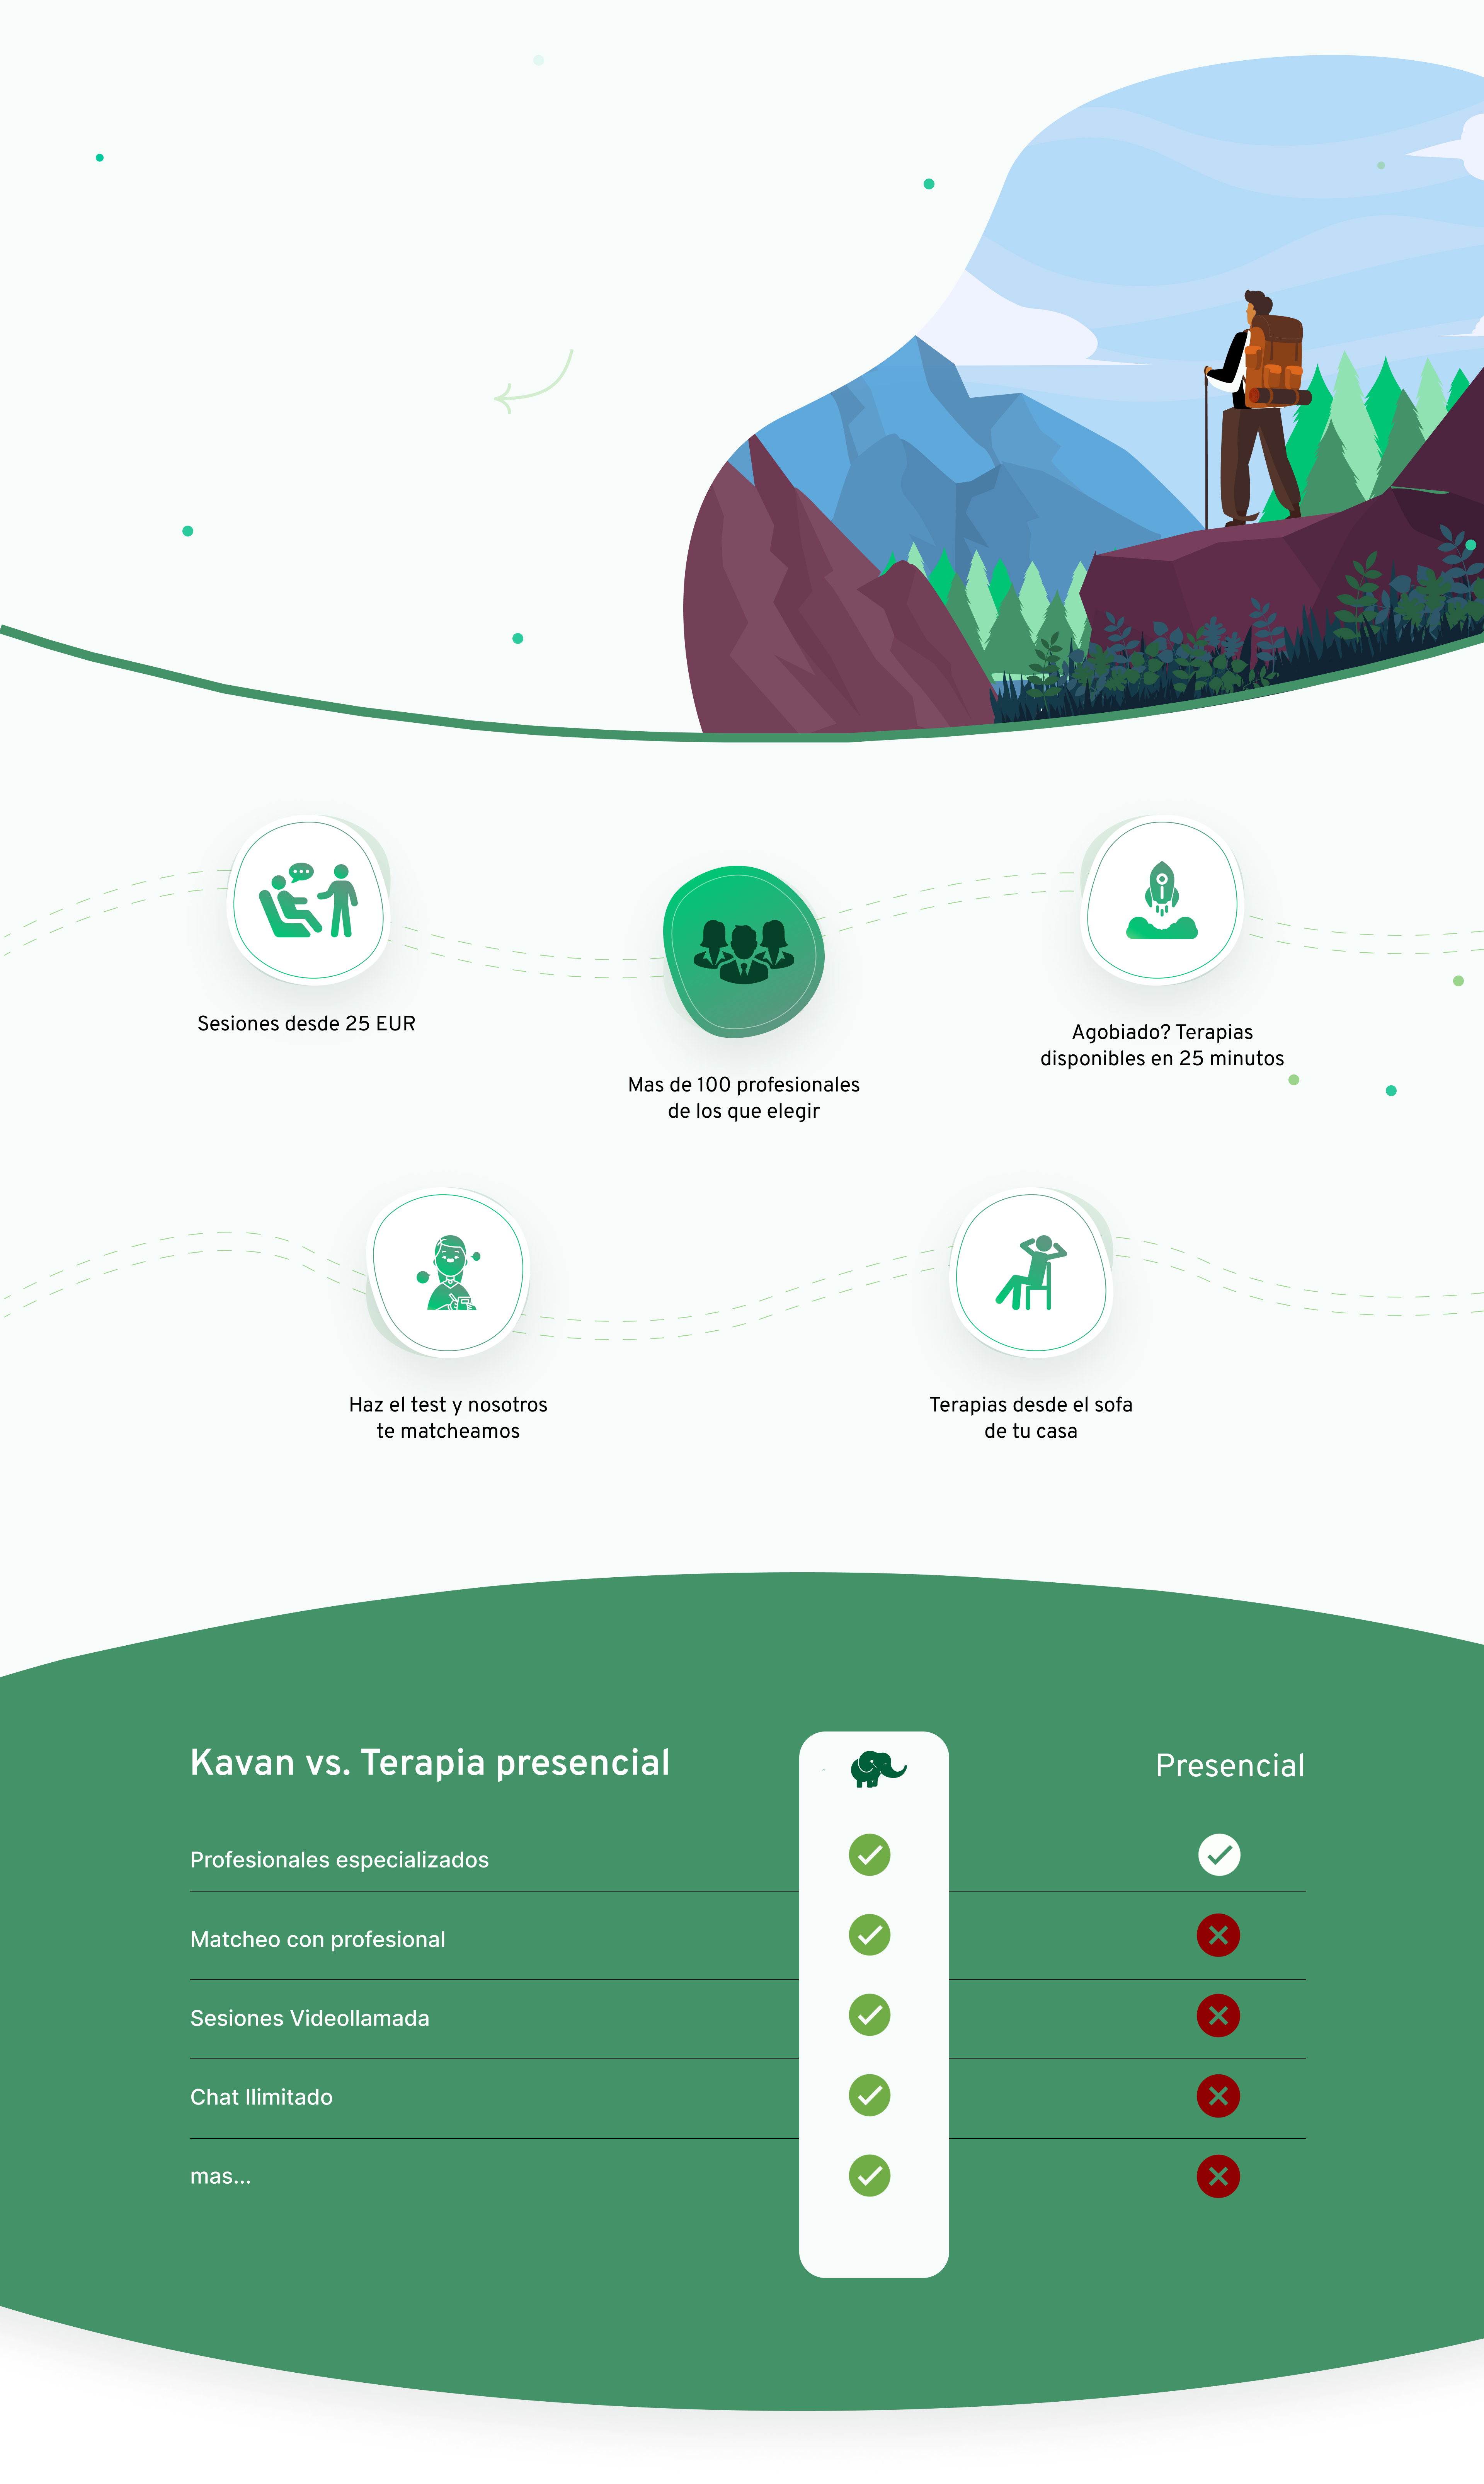 Sesiones desde 25 EUR
Mas de 100 profesionales
de los que elegir
Agobiado? Terapias
disponibles en 25 minutos
Haz el test y nosotros
te matcheamos
Terapias desde el sofa
de tu casa
Kavan vs. Terapia presencial
Presencial
Profesionales especializados
Matcheo con profesional
Sesiones Videollamada
Chat Ilimitado
mas...